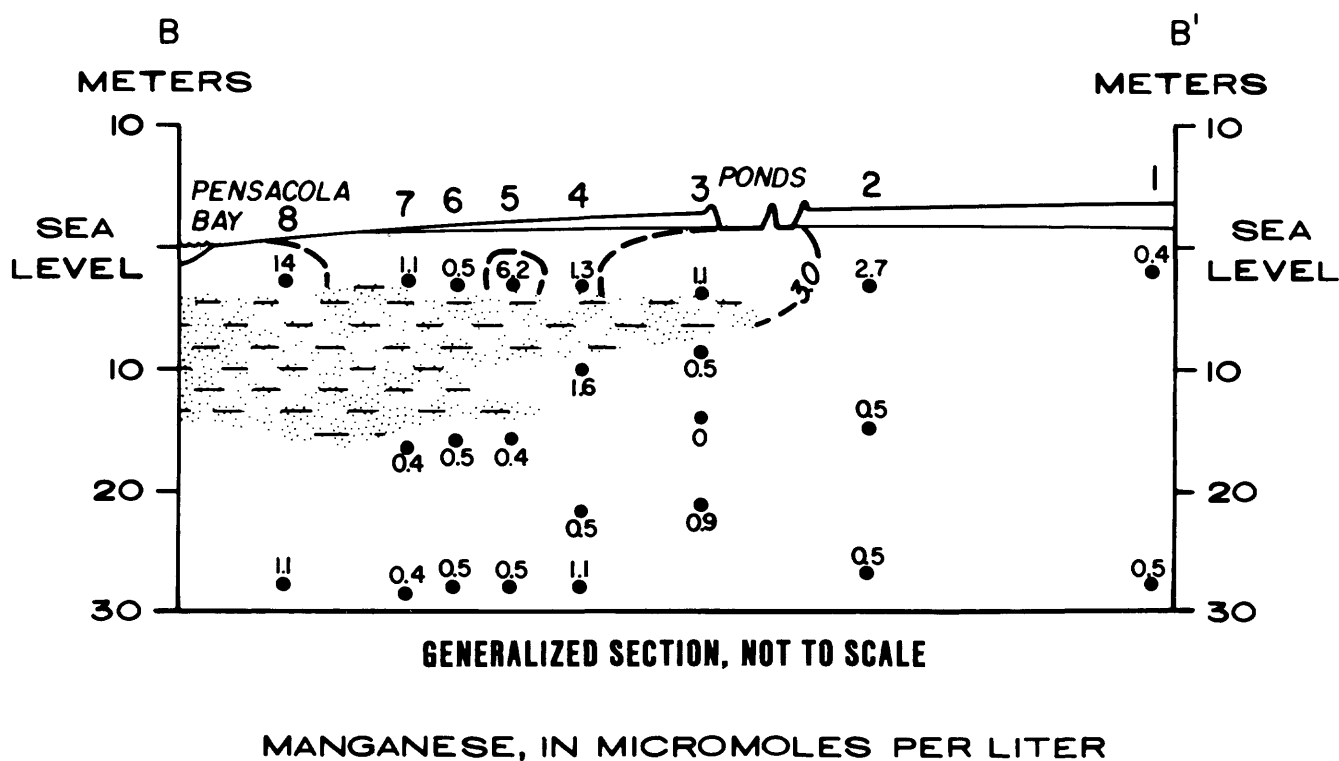 B B'
METERS METERS
10 10
PENSACOLA BAY
8 7 6 5 4 3 PONDS 2 1
SEA LEVEL SEA LEVEL
14 1.1 0.5 6.2 1.3 11 3.0 2.7 0.4
10 1.6 0.5 10
0.4 0.5 0.4 0 0.5
20 0.5 0.9 20
1.1 0.4 0.5 0.5 1.1 0.5 0.5
30 30
GENERALIZED SECTION, NOT TO SCALE
MANGANESE, IN MICROMOLES PER LITER